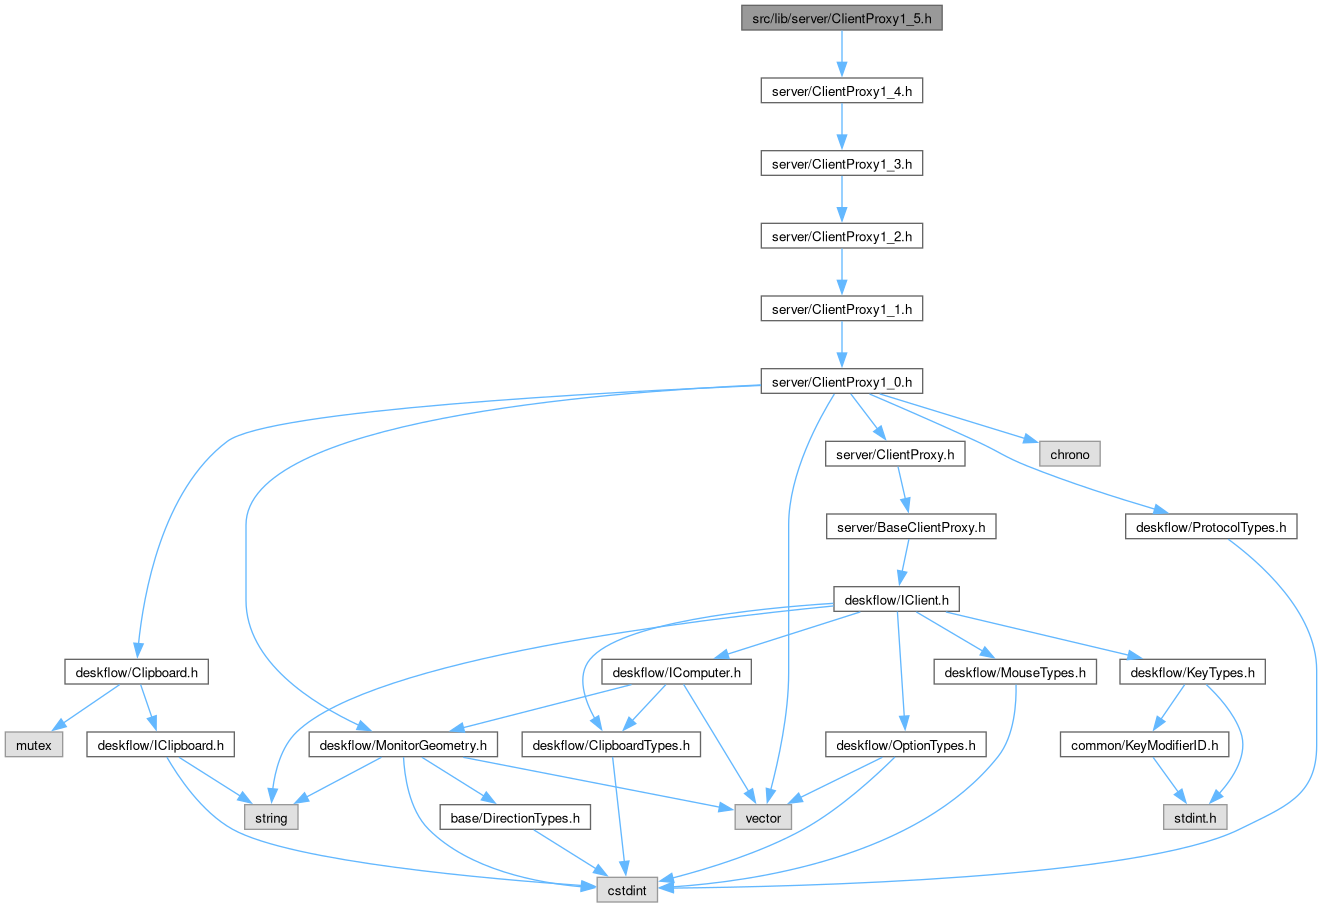 src/lib/server/ClientProxy1_5.h
server/ClientProxy1_4.h
server/ClientProxy1_3.h
server/ClientProxy1_2.h
server/ClientProxy1_1.h
server/ClientProxy1_0.h
server/ClientProxy.h
chrono
server/BaseClientProxy.h
deskflow/ProtocolTypes.h
deskflow/IClient.h
deskflow/Clipboard.h
deskflow/IComputer.h
deskflow/MouseTypes.h
deskflow/KeyTypes.h
mutex
deskflow/IClipboard.h
deskflow/MonitorGeometry.h
deskflow/ClipboardTypes.h
deskflow/OptionTypes.h
common/KeyModifierID.h
string
base/DirectionTypes.h
vector
stdint.h
cstdint